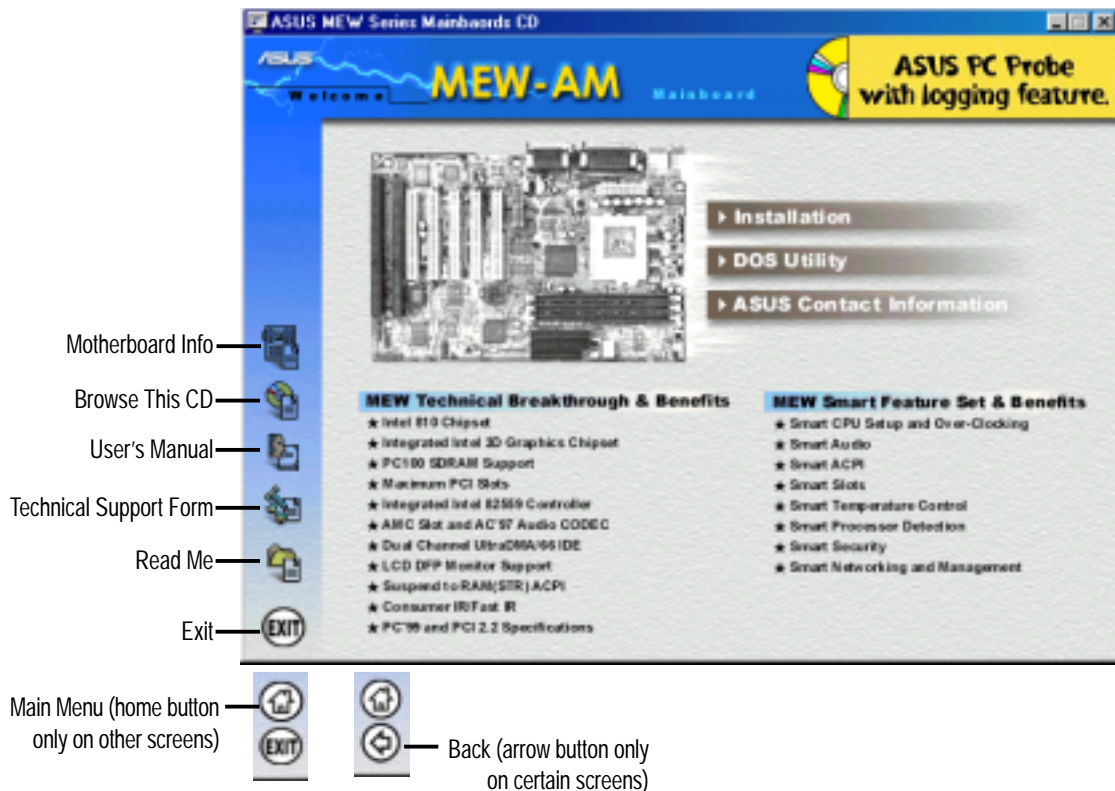 ASUS MEW Series Mainbaords CD
ASUS
Welcome
MEW-AM
Mainboard
ASUS PC Probe
with logging feature.
Installation
DOS Utility
ASUS Contact Information
Motherboard Info
Browse This CD
User's Manual
Technical Support Form
Read Me
Exit
EXIT
MEW Technical Breakthrough & Benefits
★ Intel 810 Chipset
★ Integrated Intel 3D Graphics Chipset
★ PC100 SDRAM Support
★ Maximum PCI Slots
★ Integrated Intel 82559 Controller
★ AMC Slot and AC'97 Audio CODEC
★ Dual Channel UltraDMA/66 IDE
★ LCD DFP Monitor Support
★ Suspend to RAM(STR) ACPI
★ Consumer IR/Fast IR
★ PC'99 and PCI 2.2 Specifications
MEW Smart Feature Set & Benefits
★ Smart CPU Setup and Over-Clocking
★ Smart Audio
★ Smart ACPI
★ Smart Slots
★ Smart Temperature Control
★ Smart Processor Detection
★ Smart Security
★ Smart Networking and Management
Main Menu (home button
only on other screens)
EXIT
Back (arrow button only
on certain screens)